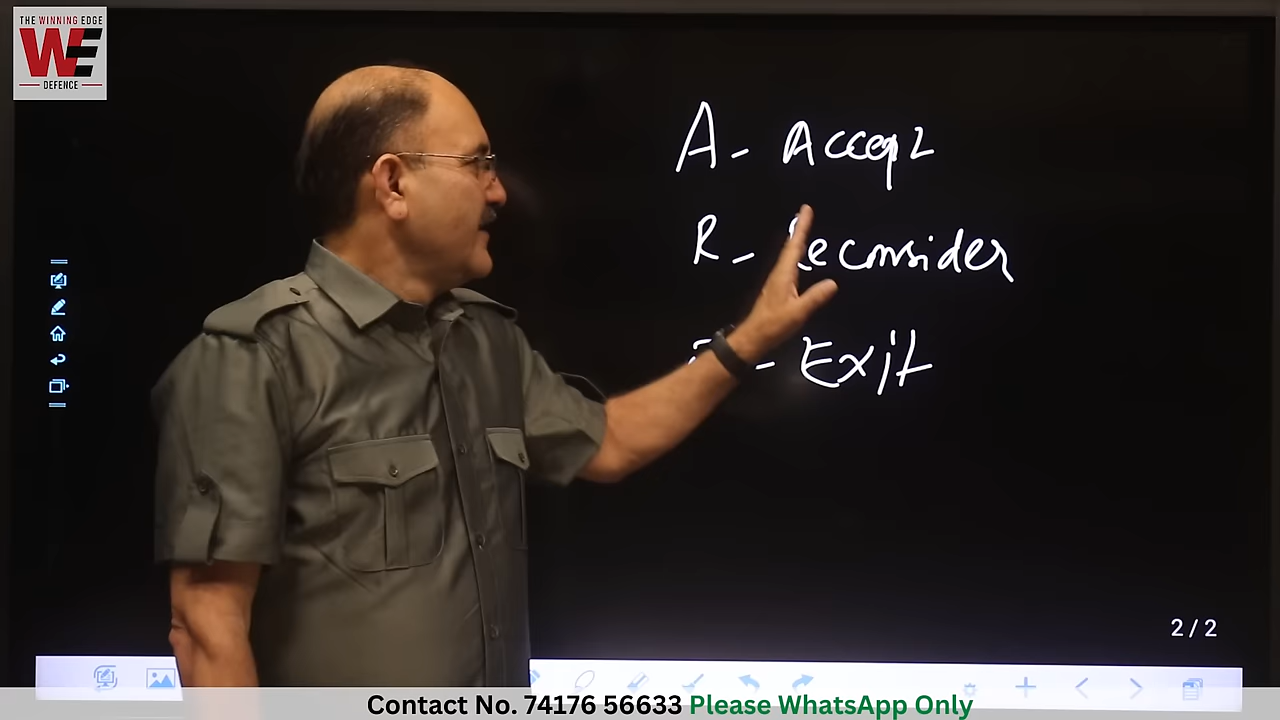 THE WINNING EDGE
WE
DEFENCE
A - Accept
R - Reconsider
- Exit
2/2
Contact No. 74176 56633 Please WhatsApp Only